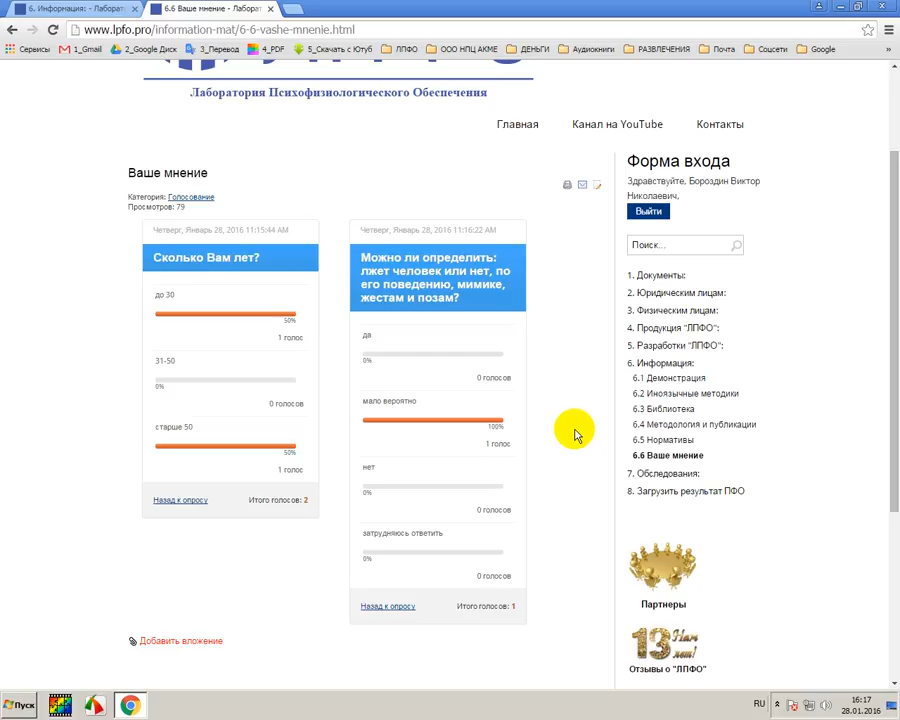 6. Информация: - Лаборат
6.6 Ваше мнение - Лаборат
www.lpfo.pro/information-mat/6-6-vashe-mnenie.html
Сервисы
1_Gmail
2_Google Диск
3_Перевод
4_PDF
5_Скачать с Ютуб
ЛПФО
ООО НПЦ АКМЕ
ДЕНЬГИ
Аудиокниги
РАЗВЛЕЧЕНИЯ
Почта
Соцсети
Google
»
Лаборатория Психофизиологического Обеспечения
Главная
Канал на YouTube
Контакты
Ваше мнение
Категория: Голосование
Просмотров: 79
Четверг, Январь 28, 2016 11:15:44 AM
Сколько Вам лет?
до 30
50%
1 голос
31-50
0%
0 голосов
старше 50
50%
1 голос
Назад к опросу
Итого голосов: 2
Четверг, Январь 28, 2016 11:16:22 AM
Можно ли определить:
лжет человек или нет, по
его поведению, мимике,
жестам и позам?
да
0%
0 голосов
мало вероятно
100%
1 голос
нет
0%
0 голосов
затрудняюсь ответить
0%
0 голосов
Назад к опросу
Итого голосов: 1
Добавить вложение
Форма входа
Здравствуйте, Бороздин Виктор
Николаевич,
Выйти
Поиск...
1. Документы:
2. Юридическим лицам:
3. Физическим лицам:
4. Продукция "ЛПФО":
5. Разработки "ЛПФО":
6. Информация:
6.1 Демонстрация
6.2 Иноязычные методики
6.3 Библиотека
6.4 Методология и публикации
6.5 Нормативы
6.6 Ваше мнение
7. Обследования:
8. Загрузить результат ПФО
Партнеры
13 Нам
лет!
Отзывы о "ЛПФО"
Пуск
RU
16:17
28.01.2016